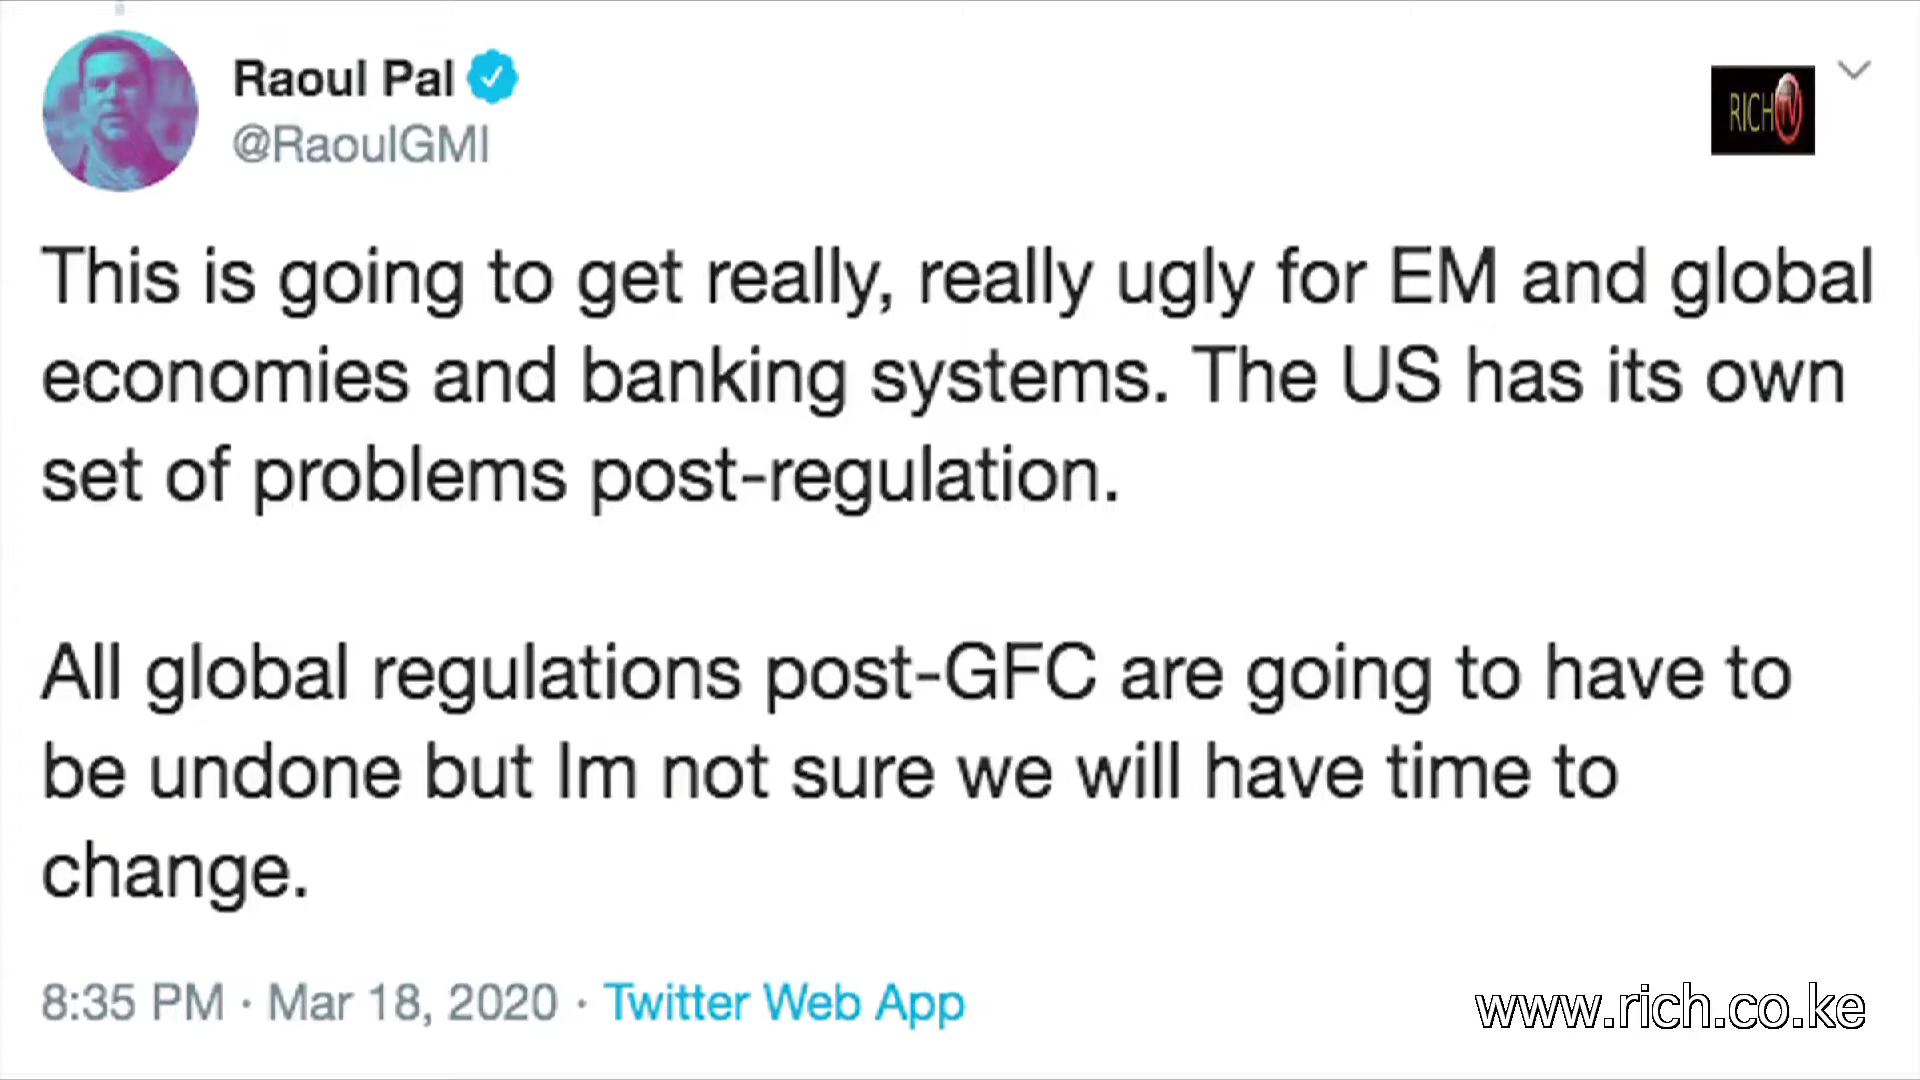 Raoul Pal
@RaoulGMI
RICH TV
This is going to get really, really ugly for EM and global
economies and banking systems. The US has its own
set of problems post-regulation.
All global regulations post-GFC are going to have to
be undone but Im not sure we will have time to
change.
8:35 PM · Mar 18, 2020 · Twitter Web App
www.rich.co.ke